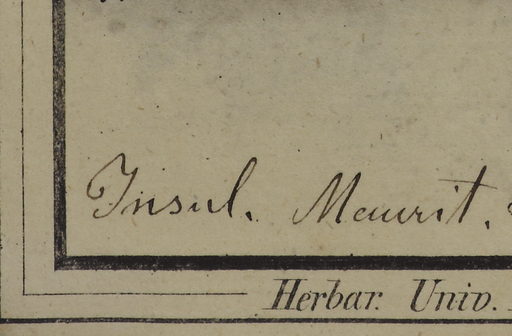 Insul. Maurit.
Herbar. Univ.